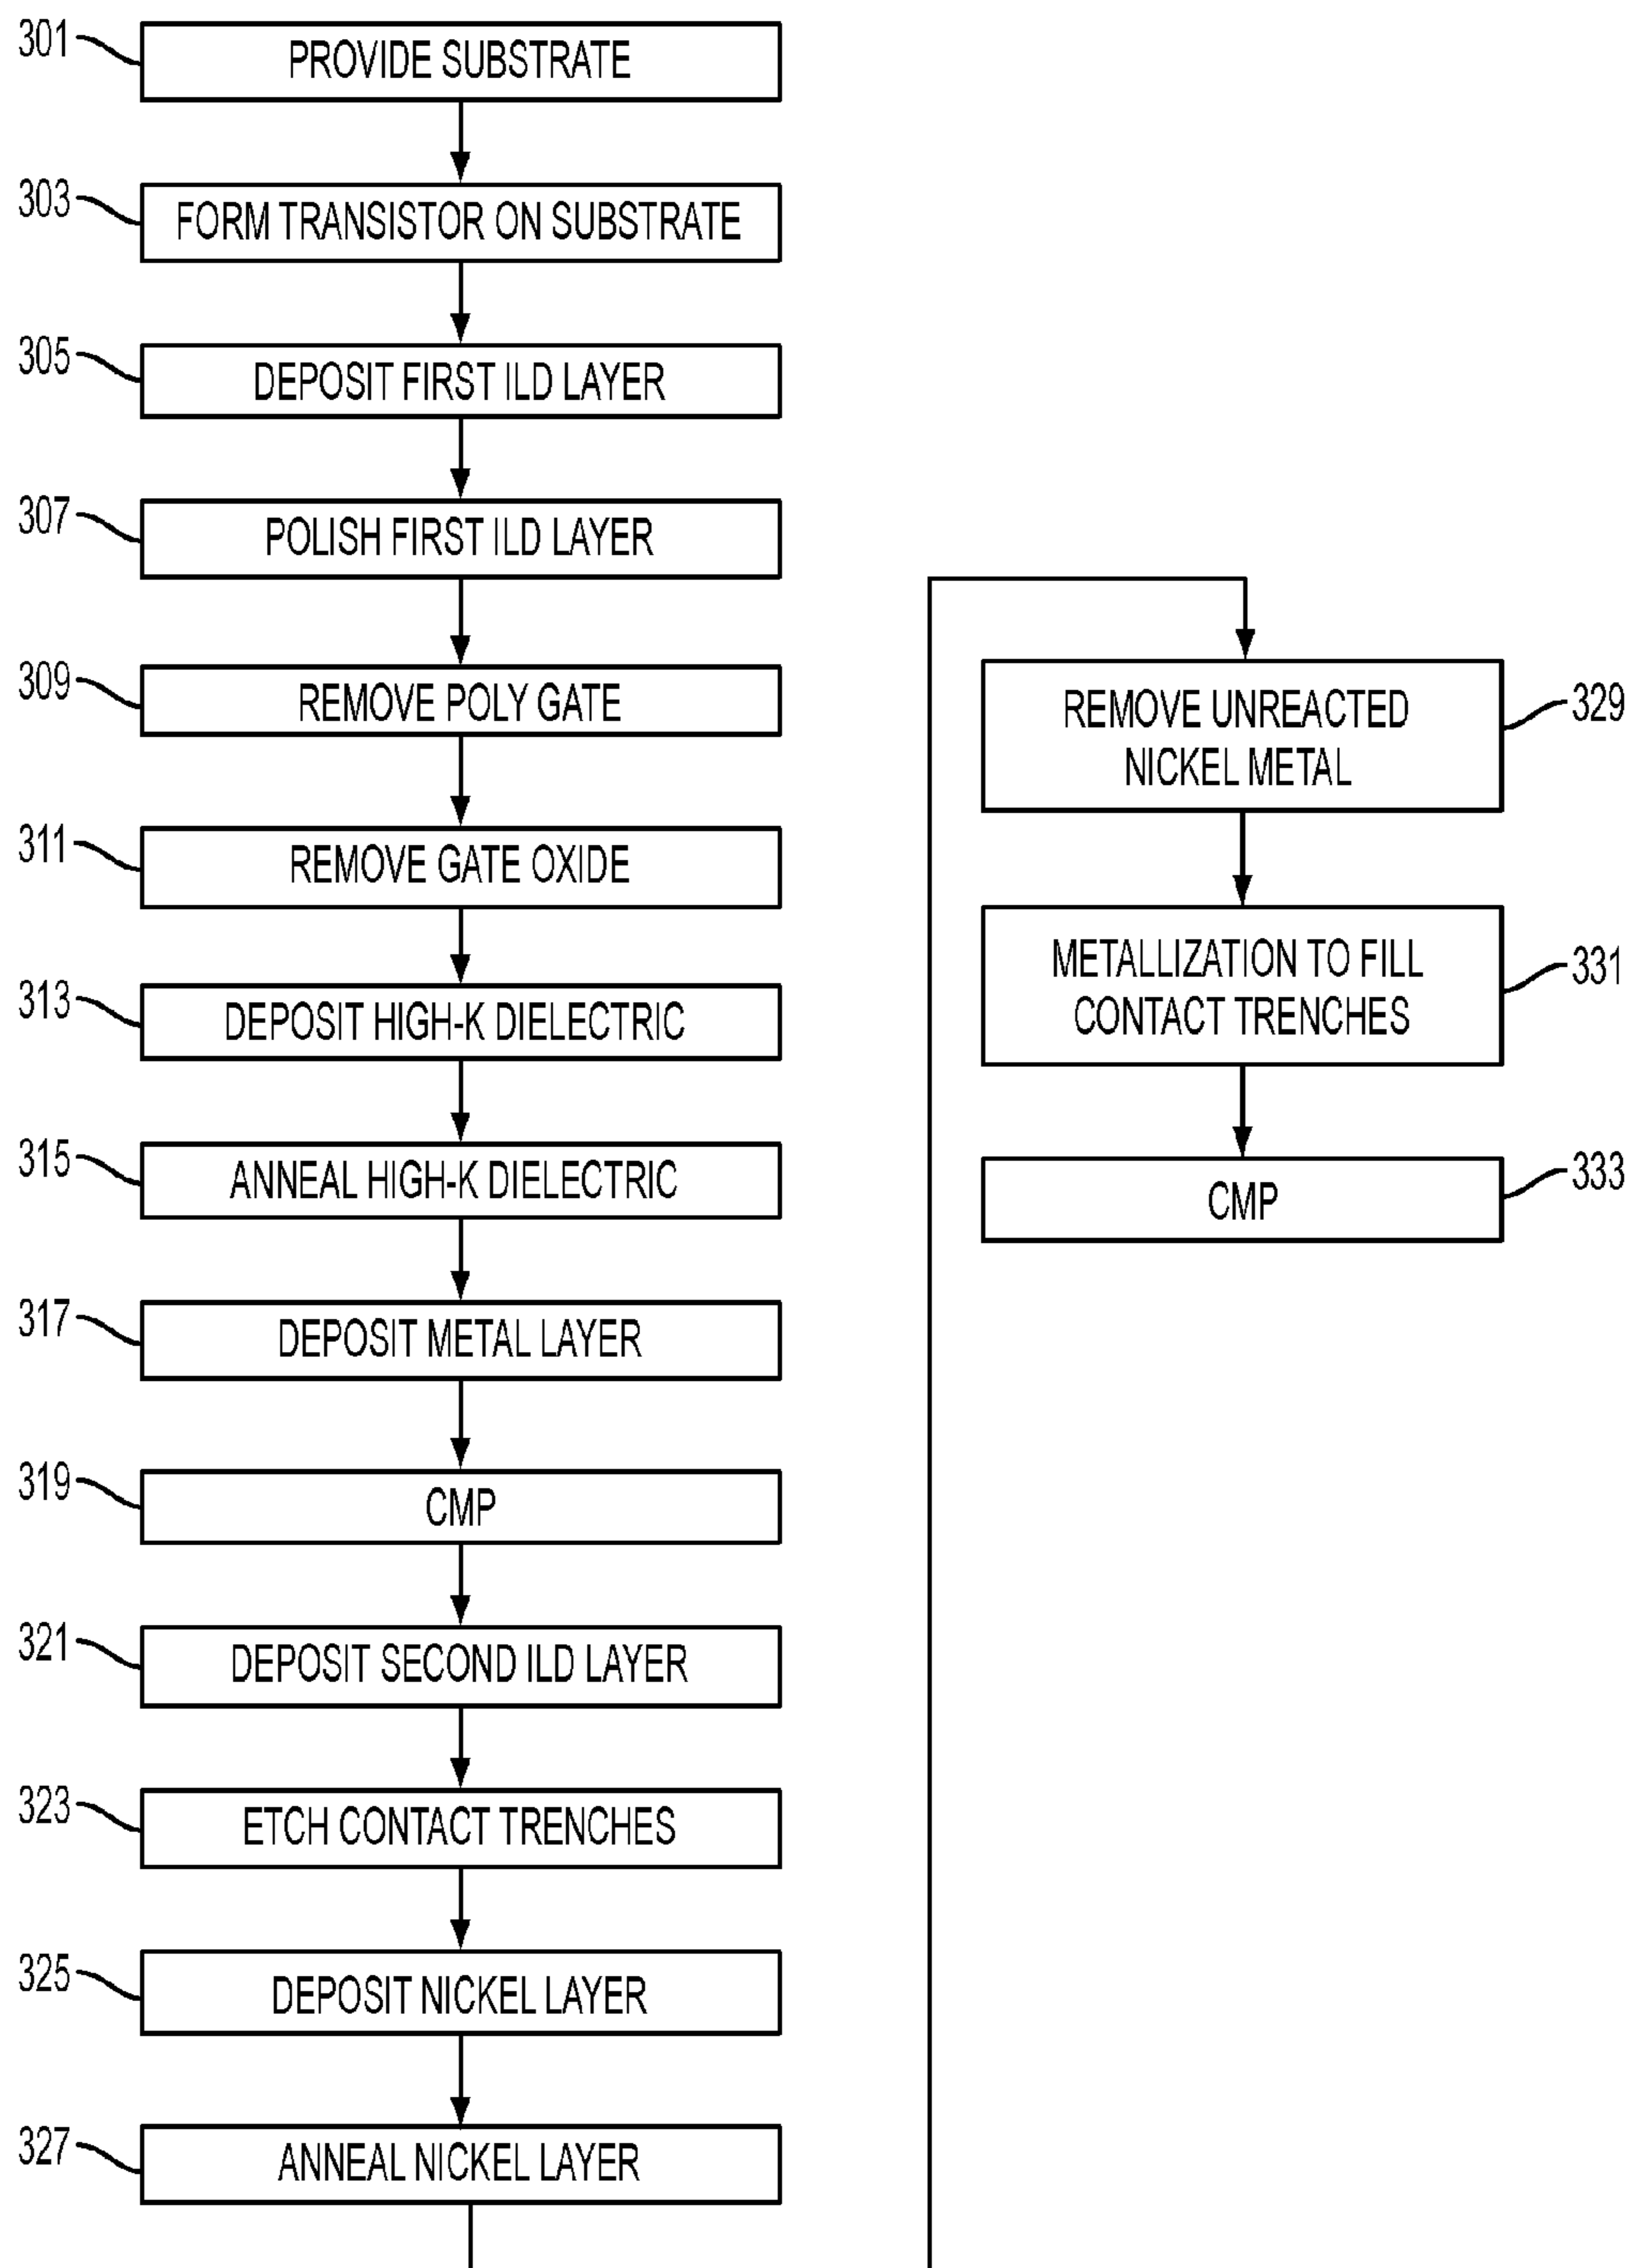 301
PROVIDE SUBSTRATE
303
FORM TRANSISTOR ON SUBSTRATE
305
DEPOSIT FIRST ILD LAYER
307
POLISH FIRST ILD LAYER
309
REMOVE POLY GATE
311
REMOVE GATE OXIDE
313
DEPOSIT HIGH-K DIELECTRIC
315
ANNEAL HIGH-K DIELECTRIC
317
DEPOSIT METAL LAYER
319
CMP
321
DEPOSIT SECOND ILD LAYER
323
ETCH CONTACT TRENCHES
325
DEPOSIT NICKEL LAYER
327
ANNEAL NICKEL LAYER
REMOVE UNREACTED
NICKEL METAL
329
METALLIZATION TO FILL
CONTACT TRENCHES
331
CMP
333